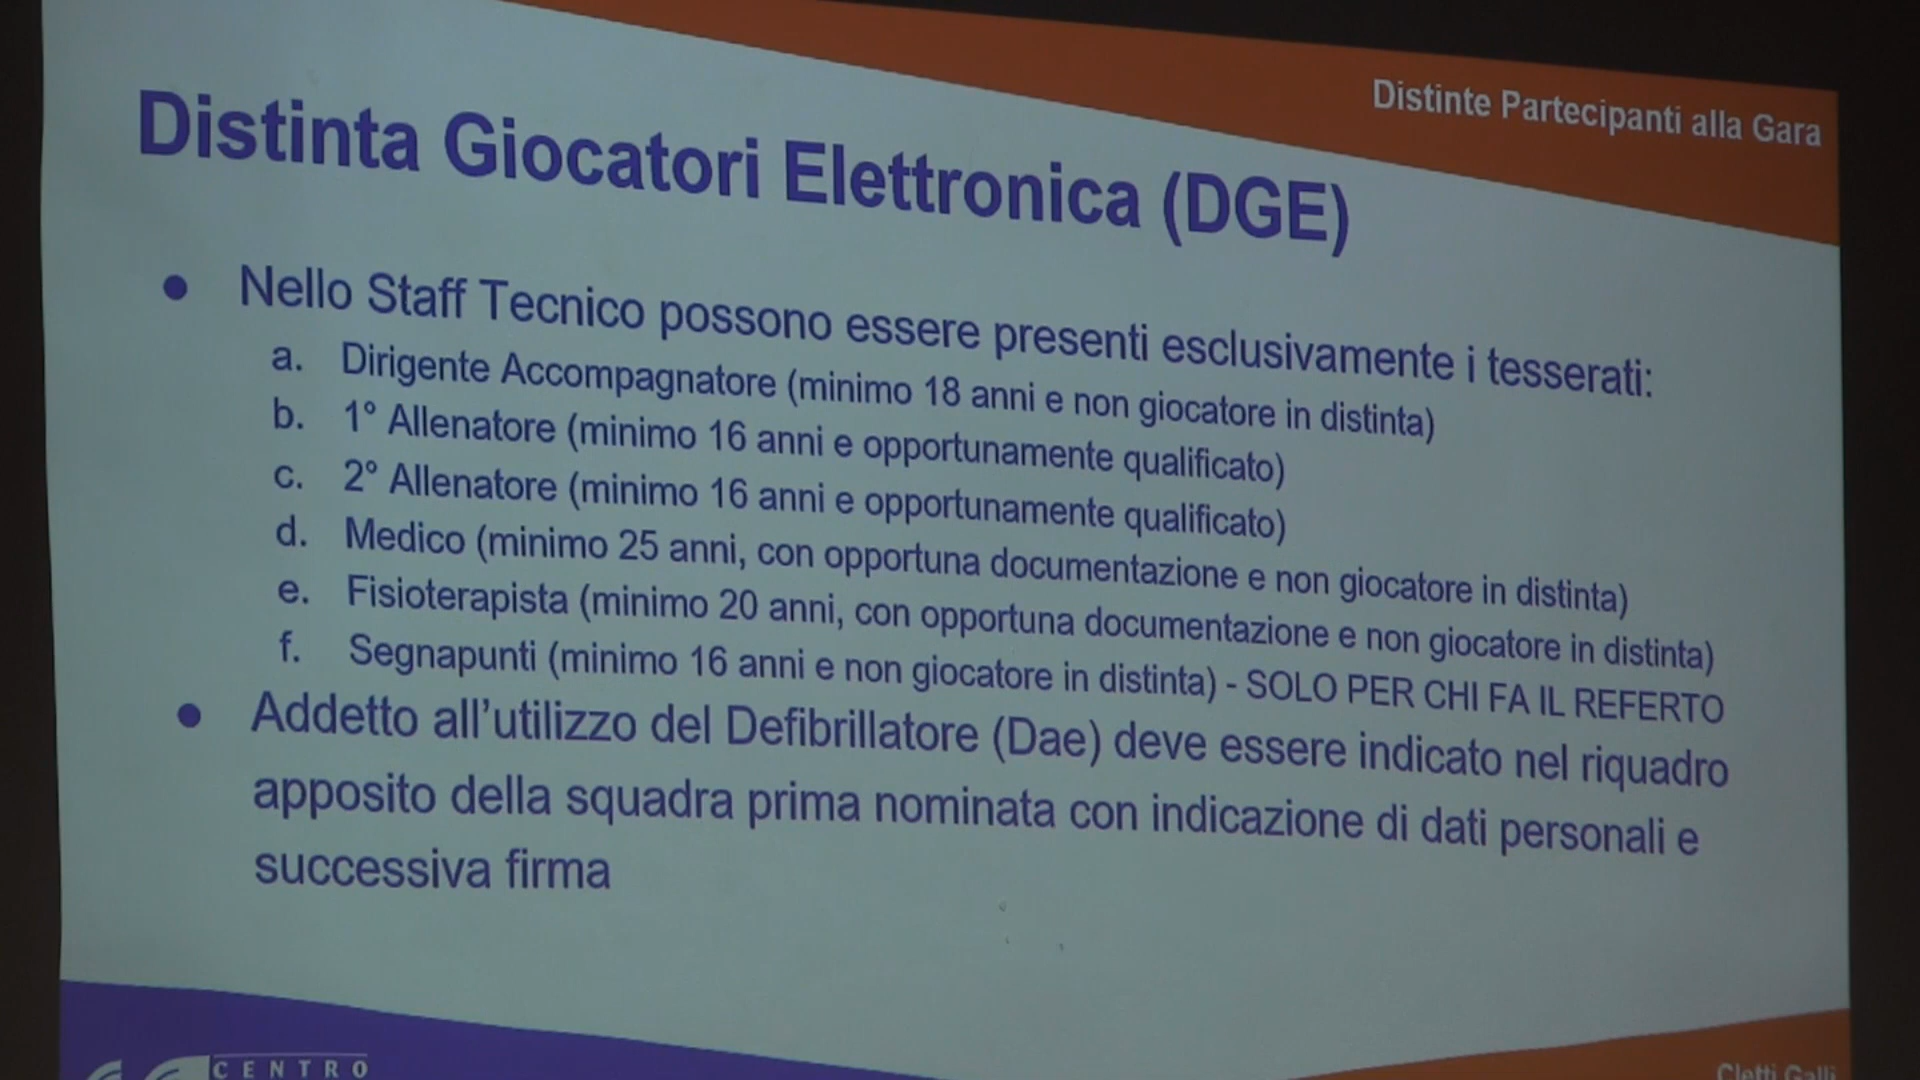 Distinte Partecipanti alla Gara
Distinta Giocatori Elettronica (DGE)
● Nello Staff Tecnico possono essere presenti esclusivamente i tesserati:
a. Dirigente Accompagnatore (minimo 18 anni e non giocatore in distinta)
b. 1° Allenatore (minimo 16 anni e opportunamente qualificato)
c. 2° Allenatore (minimo 16 anni e opportunamente qualificato)
d. Medico (minimo 25 anni, con opportuna documentazione e non giocatore in distinta)
e. Fisioterapista (minimo 20 anni, con opportuna documentazione e non giocatore in distinta)
f. Segnapunti (minimo 16 anni e non giocatore in distinta) - SOLO PER CHI FA IL REFERTO
● Addetto all'utilizzo del Defibrillatore (Dae) deve essere indicato nel riquadro
apposito della squadra prima nominata con indicazione di dati personali e
successiva firma
CENTRO
Galli